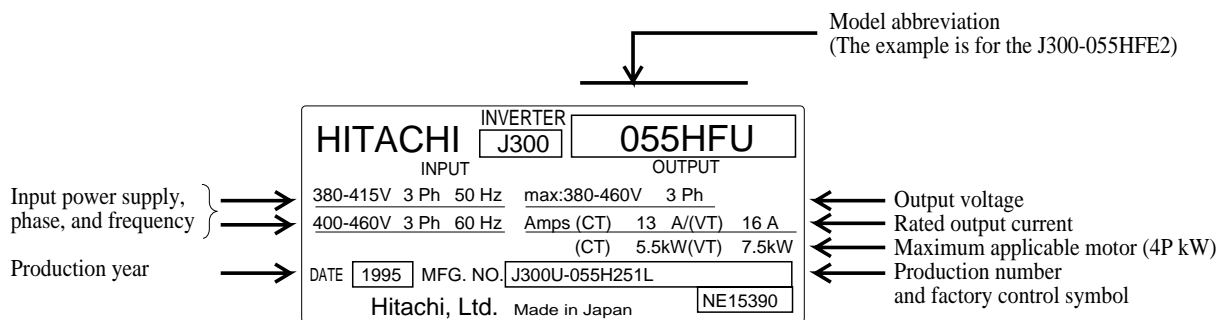 Model abbreviation
(The example is for the J300-055HFE2)
INVERTER
HITACHI J300 055HFU
INPUT OUTPUT
Input power supply,
phase, and frequency
380-415V 3 Ph 50 Hz max:380-460V 3 Ph
Output voltage
400-460V 3 Ph 60 Hz Amps (CT) 13 A/(VT) 16 A
Rated output current
(CT) 5.5kW(VT) 7.5kW
Maximum applicable motor (4P kW)
Production year
DATE 1995 MFG. NO. J300U-055H251L
Production number
and factory control symbol
Hitachi, Ltd. Made in Japan NE15390